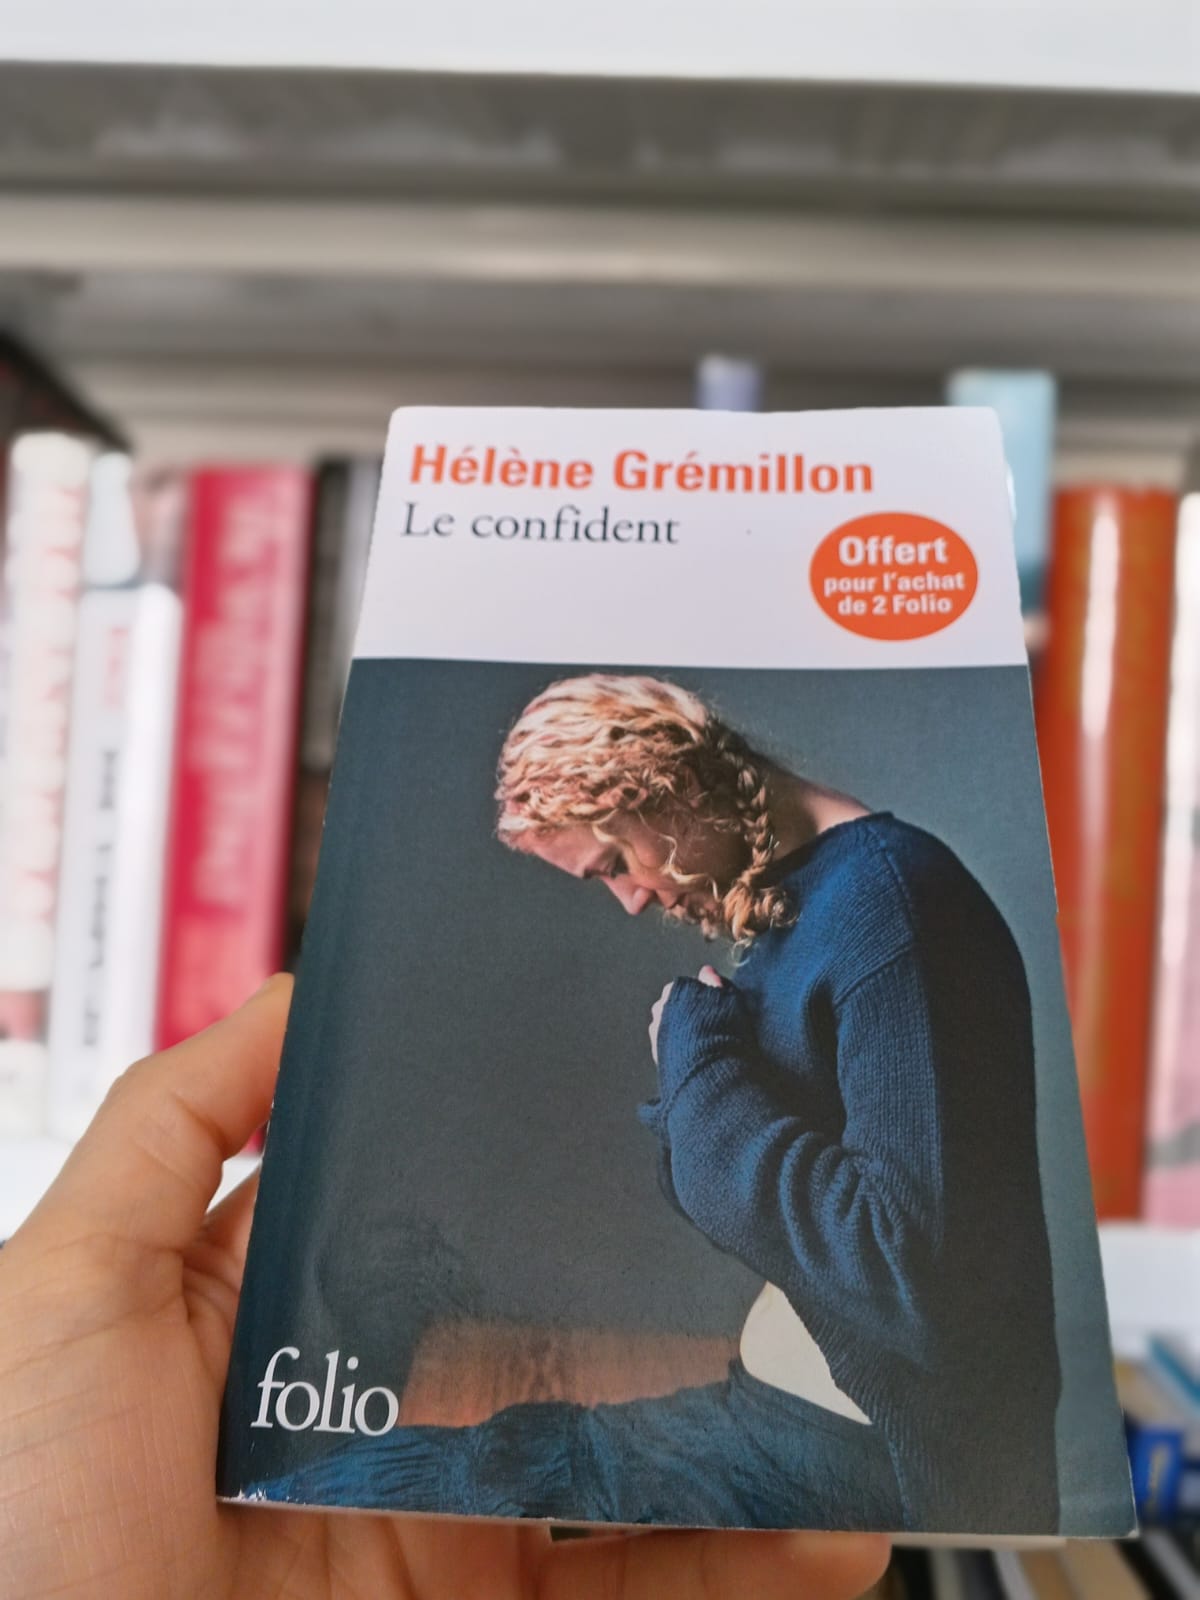 Hélène Grémillon
Le confident
Offert
pour l'achat
de 2 Folio
folio